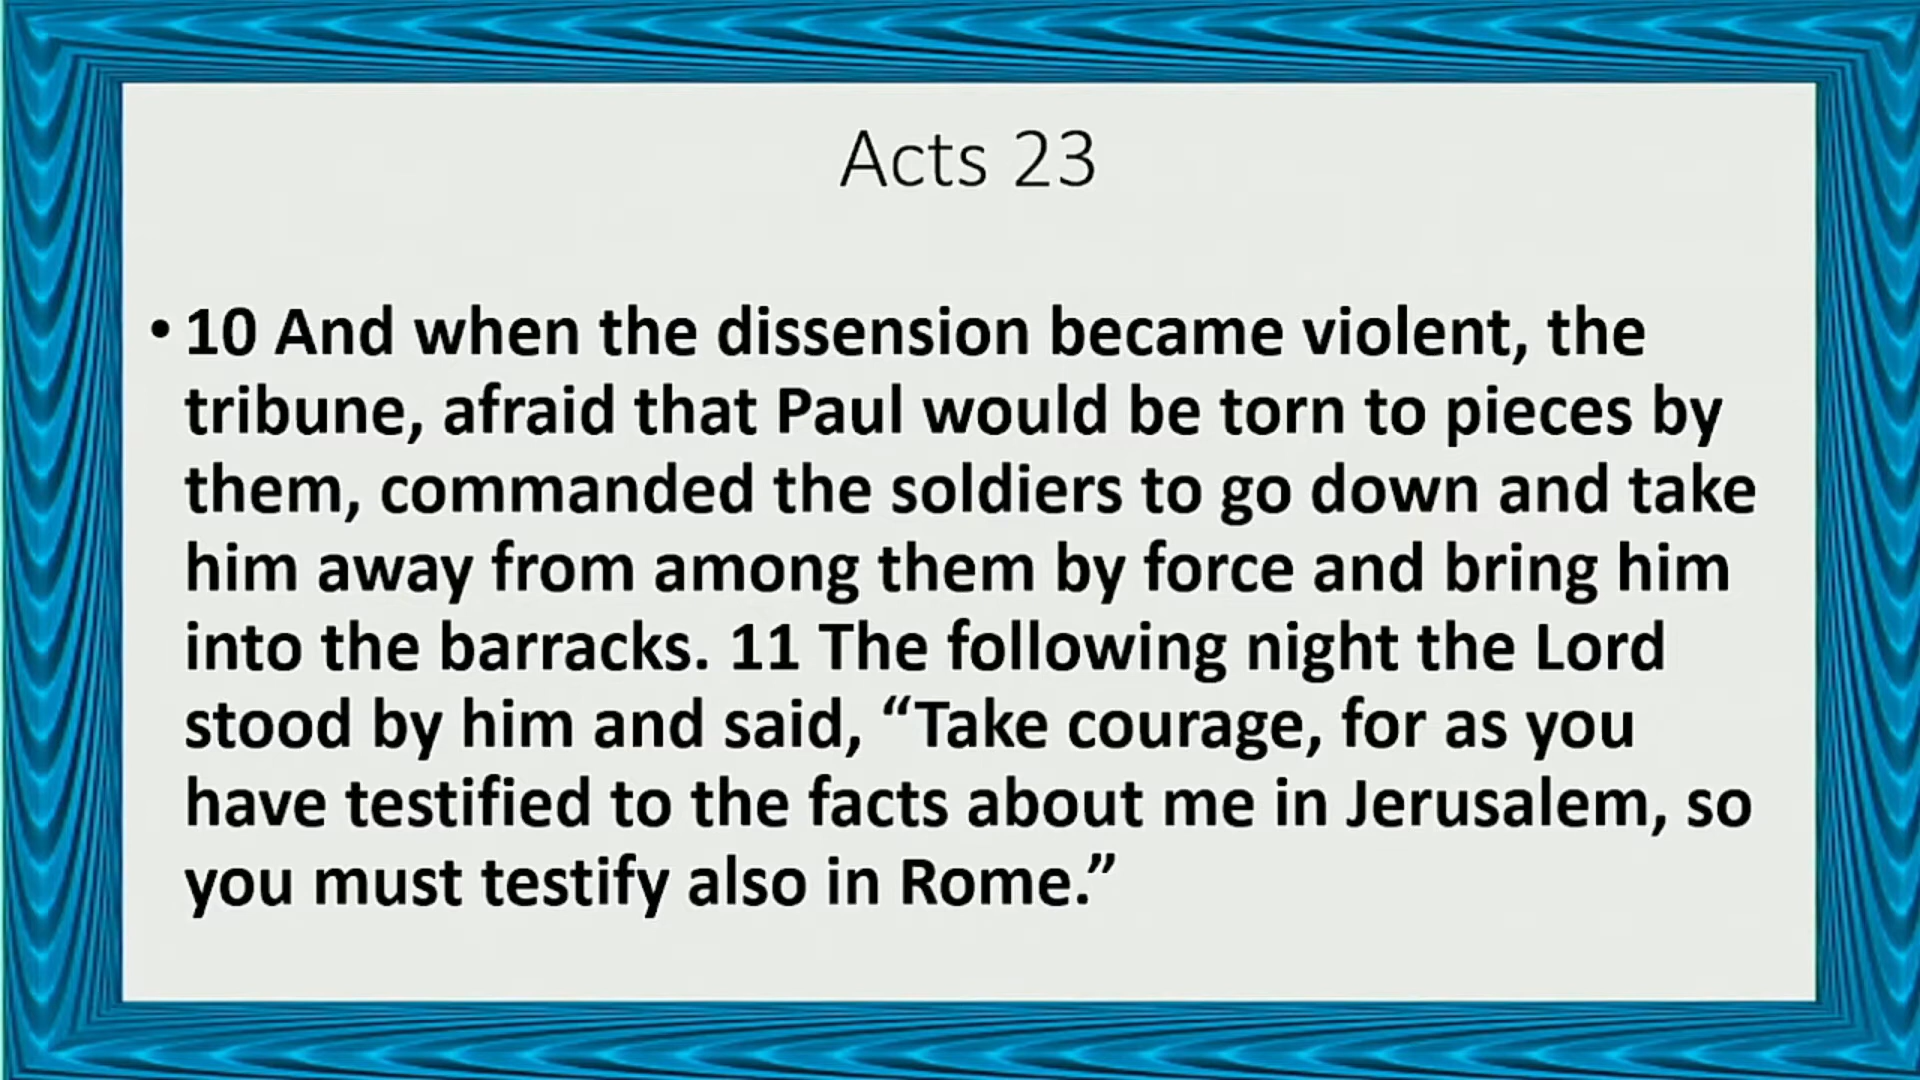 Acts 23
• 10 And when the dissension became violent, the
tribune, afraid that Paul would be torn to pieces by
them, commanded the soldiers to go down and take
him away from among them by force and bring him
into the barracks. 11 The following night the Lord
stood by him and said, “Take courage, for as you
have testified to the facts about me in Jerusalem, so
you must testify also in Rome.”